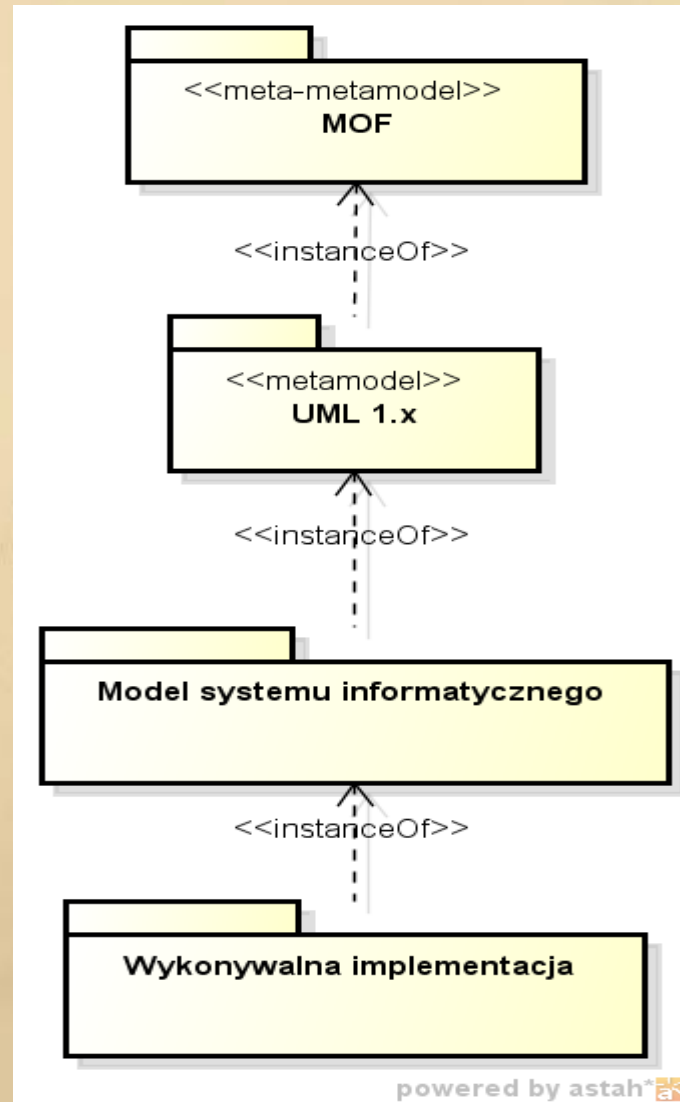 <<meta-metamodel>>
MOF
<<instanceOf>>
<<metamodel>>
UML 1.x
<<instanceOf>>
Model systemu informatycznego
<<instanceOf>>
Wykonywalna implementacja
powered by astah*